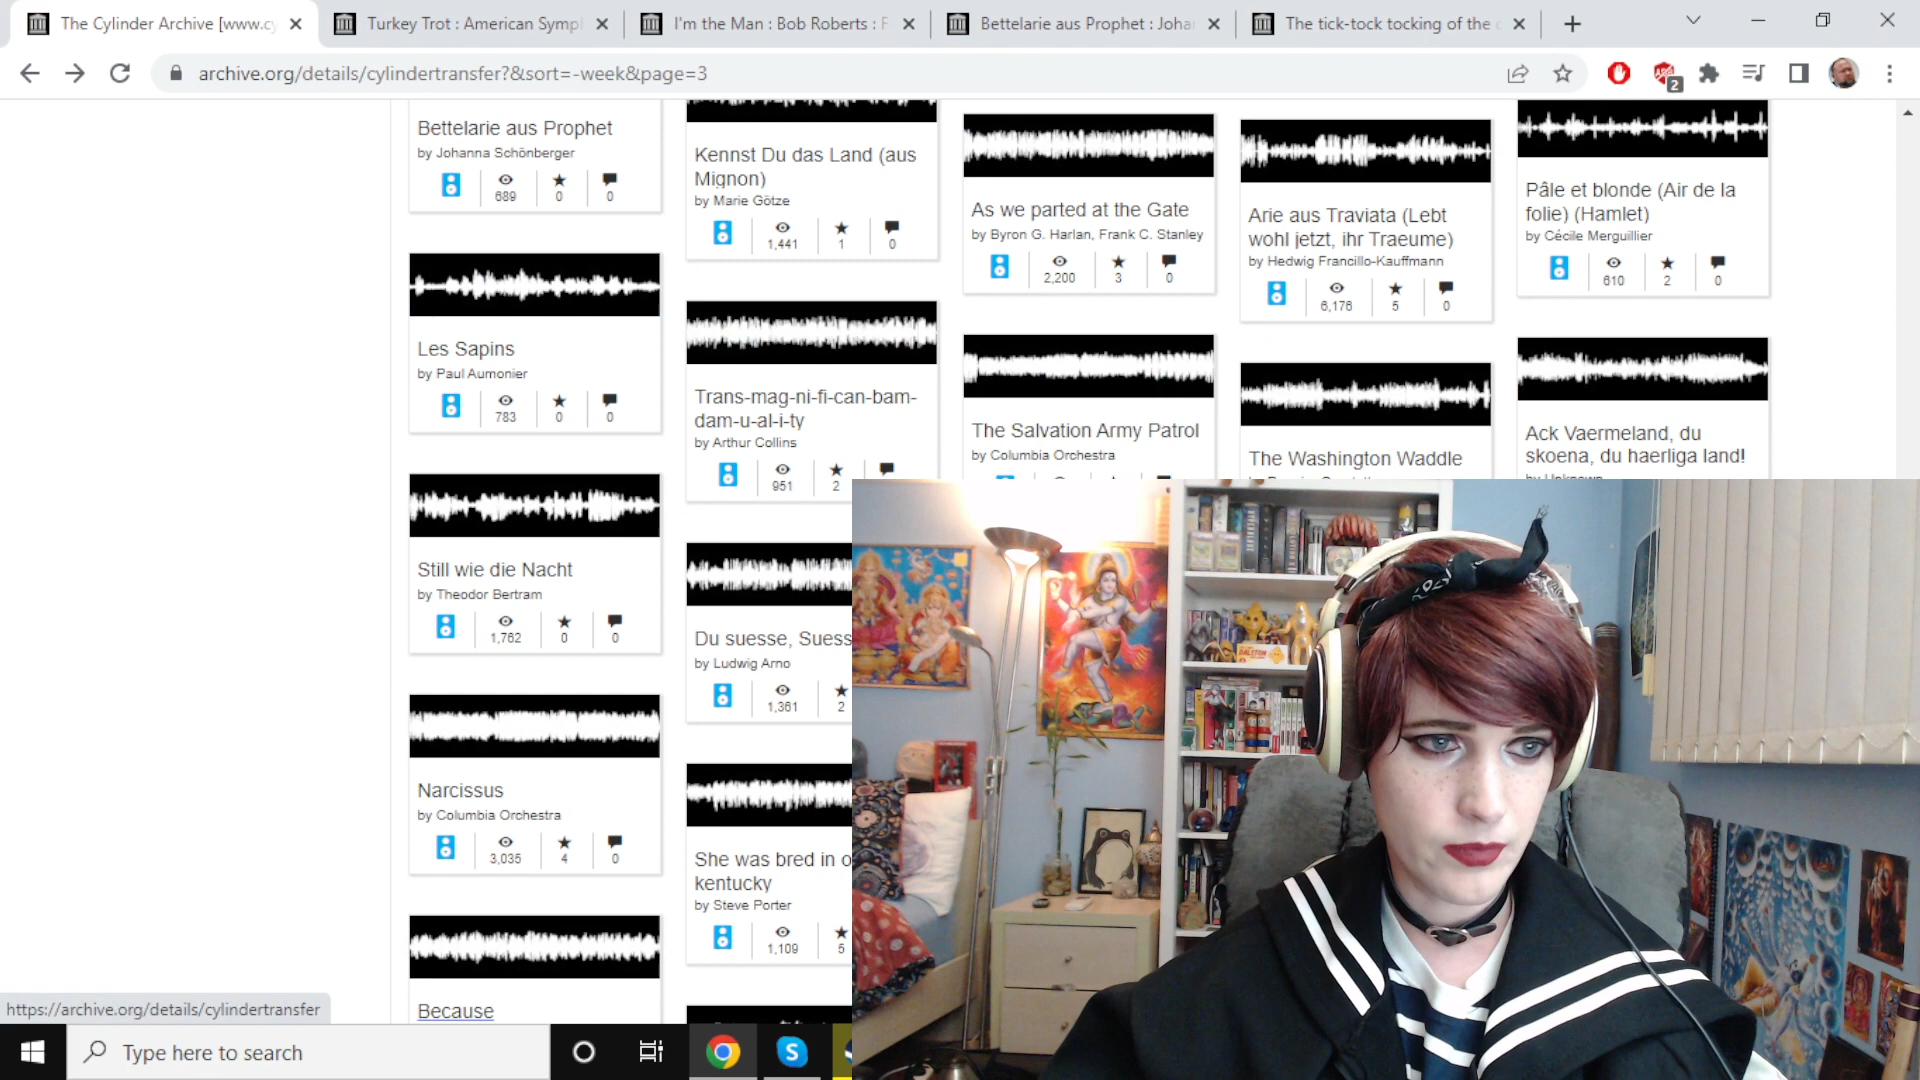 The Cylinder Archive [www.cy
Turkey Trot : American Symph
I'm the Man : Bob Roberts : F
Bettelarie aus Prophet : Joha
The tick-tock tocking of the c
archive.org/details/cylindertransfer?&sort=-week&page=3
2
Bettelarie aus Prophet
by Johanna Schönberger
689
0
0
Les Sapins
by Paul Aumonier
783
0
0
Still wie die Nacht
by Theodor Bertram
1,762
0
0
Narcissus
by Columbia Orchestra
3,035
4
0
Because
Kennst Du das Land (aus
Mignon)
by Marie Götze
1,441
1
0
Trans-mag-ni-fi-can-bam-
dam-u-al-i-ty
by Arthur Collins
951
2
Du suesse, Suess
by Ludwig Arno
1,361
2
She was bred in o
kentucky
by Steve Porter
1,109
5
As we parted at the Gate
by Byron G. Harlan, Frank C. Stanley
2,200
3
0
The Salvation Army Patrol
by Columbia Orchestra
Arie aus Traviata (Lebt
wohl jetzt, ihr Traeume)
by Hedwig Francillo-Kauffmann
6,176
5
0
The Washington Waddle
Pâle et blonde (Air de la
folie) (Hamlet)
by Cécile Merguillier
610
2
0
Ack Vaermeland, du
skoena, du haerliga land!
by Unknown
https://archive.org/details/cylindertransfer
Type here to search